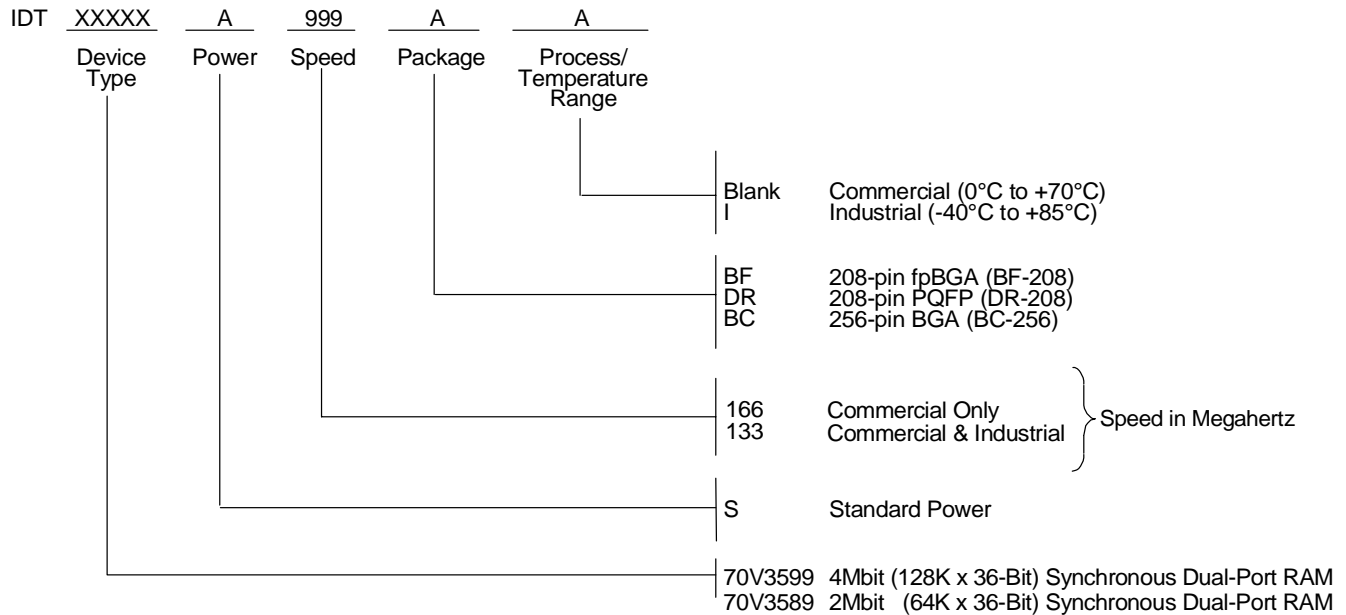 IDT XXXXX A 999 A A
Device Type Power Speed Package Process/ Temperature Range
Blank Commercial (0°C to +70°C)
I Industrial (-40°C to +85°C)
BF 208-pin fpBGA (BF-208)
DR 208-pin PQFP (DR-208)
BC 256-pin BGA (BC-256)
166 Commercial Only
133 Commercial & Industrial
Speed in Megahertz
S Standard Power
70V3599 4Mbit (128K x 36-Bit) Synchronous Dual-Port RAM
70V3589 2Mbit (64K x 36-Bit) Synchronous Dual-Port RAM